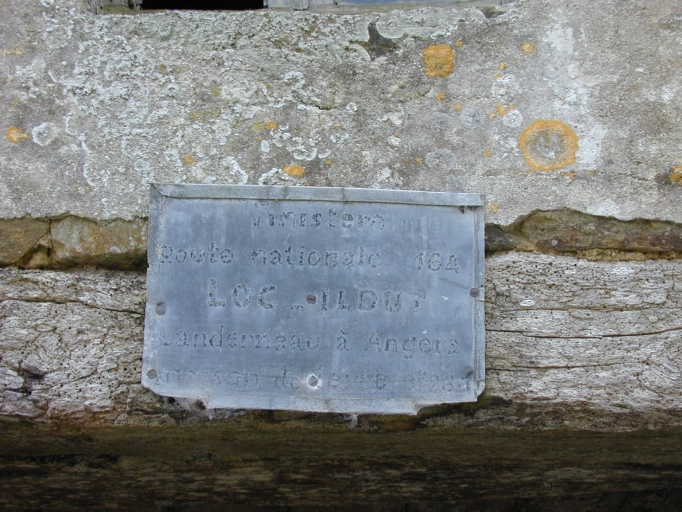 Finistère
Route nationale 164
LOC-ILDUT
Landerneau à Angers